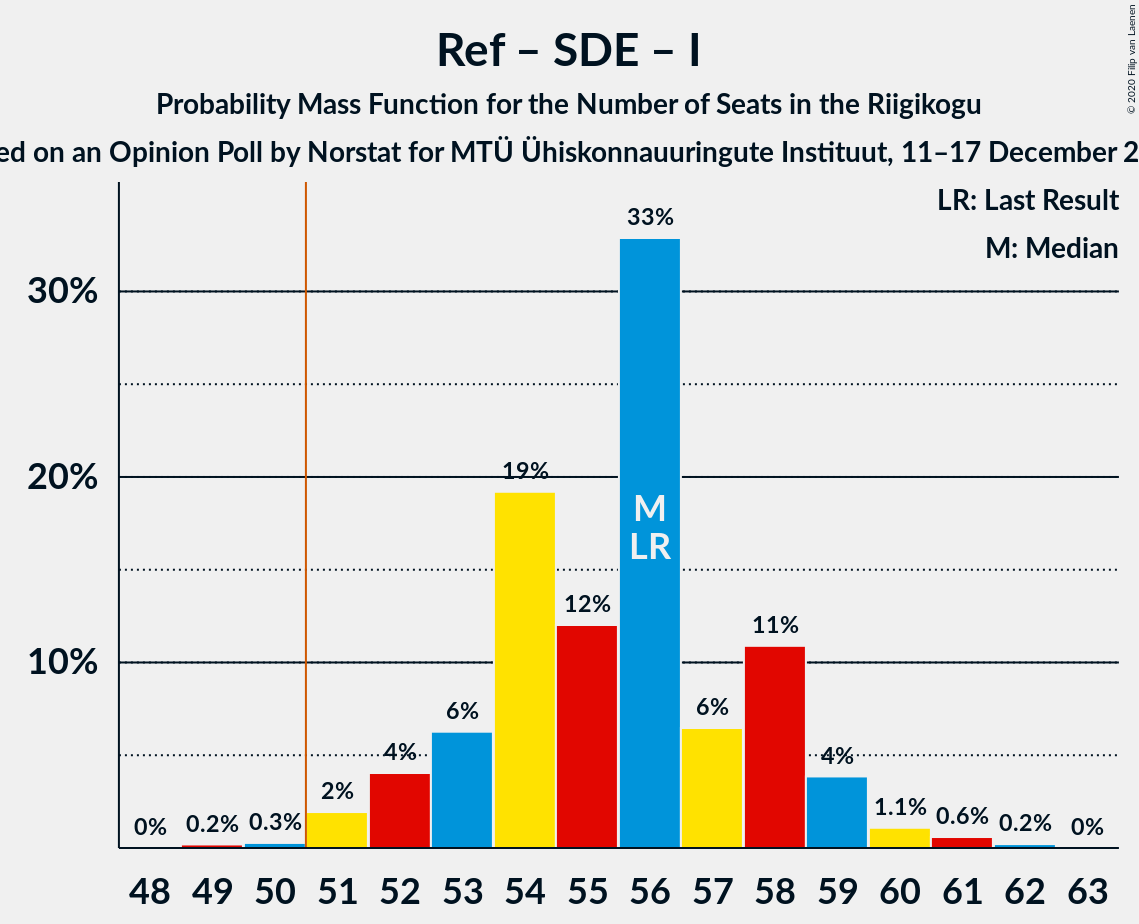 Ref – SDE – I
Probability Mass Function for the Number of Seats in the Riigikogu
on an Opinion Poll by Norstat for MTÜ Ühiskonnauuringute Instituut, 11–17 December
© 2020 Filip van Laenen
LR: Last Result
M: Median
30%
20%
10%
0%
0.2%
0.3%
2%
4%
6%
19%
12%
33%
6%
11%
4%
1.1%
0.6%
0.2%
0%
M
LR
48 49 50 51 52 53 54 55 56 57 58 59 60 61 62 63